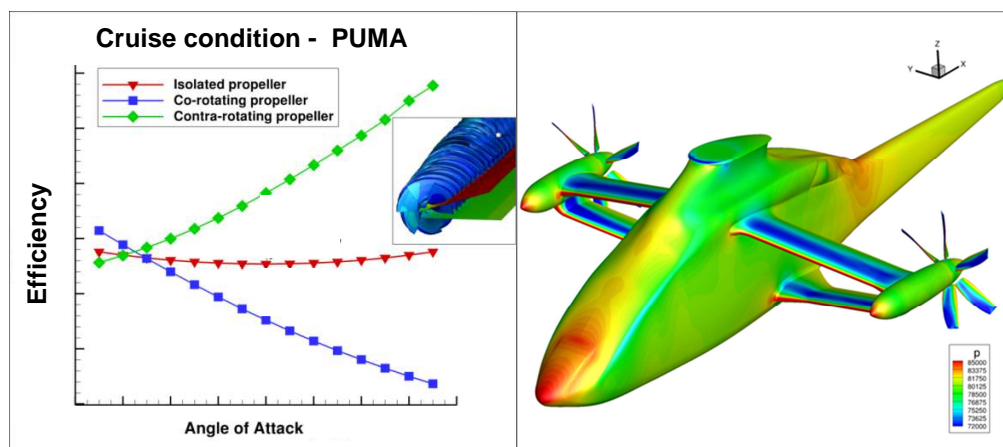 Cruise condition - PUMA
Isolated propeller
Co-rotating propeller
Contra-rotating propeller
Efficiency
Angle of Attack
Z
Y
X
p
85000
83375
81750
80125
78500
76875
75250
73625
72000